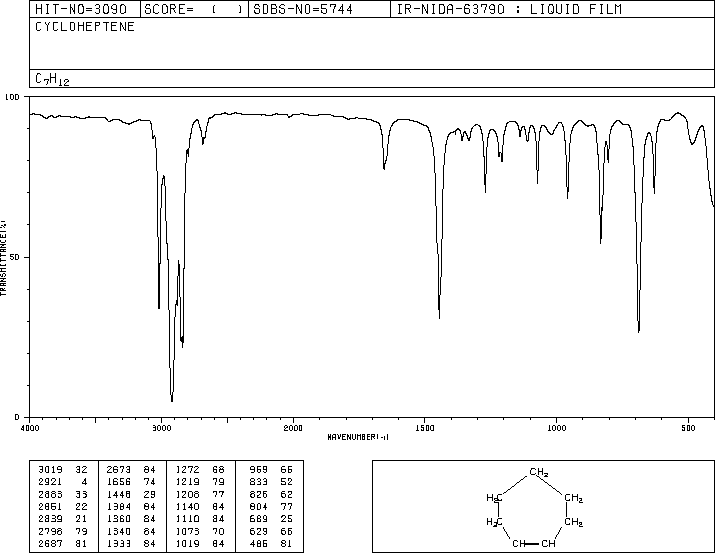 HIT-NO=3090 SCORE= ( ) SDBS-NO=5744 IR-NIDA-63790 : LIQUID FILM
CYCLOHEPTENE
C7H12
100
50
0
TRANSMITTANCE(%)
4000 3000 2000 1500 1000 500
WAVENUMBER(-1)
3019 32 2673 84 1272 68 969 66
2921 4 1656 74 1219 79 833 52
2883 33 1448 29 1208 77 826 62
2851 22 1384 84 1140 84 804 77
2839 21 1360 84 1110 84 689 25
2798 79 1340 84 1073 70 629 66
2687 81 1333 84 1019 84 486 81
CH2
H2C CH2
H2C CH2
CH CH